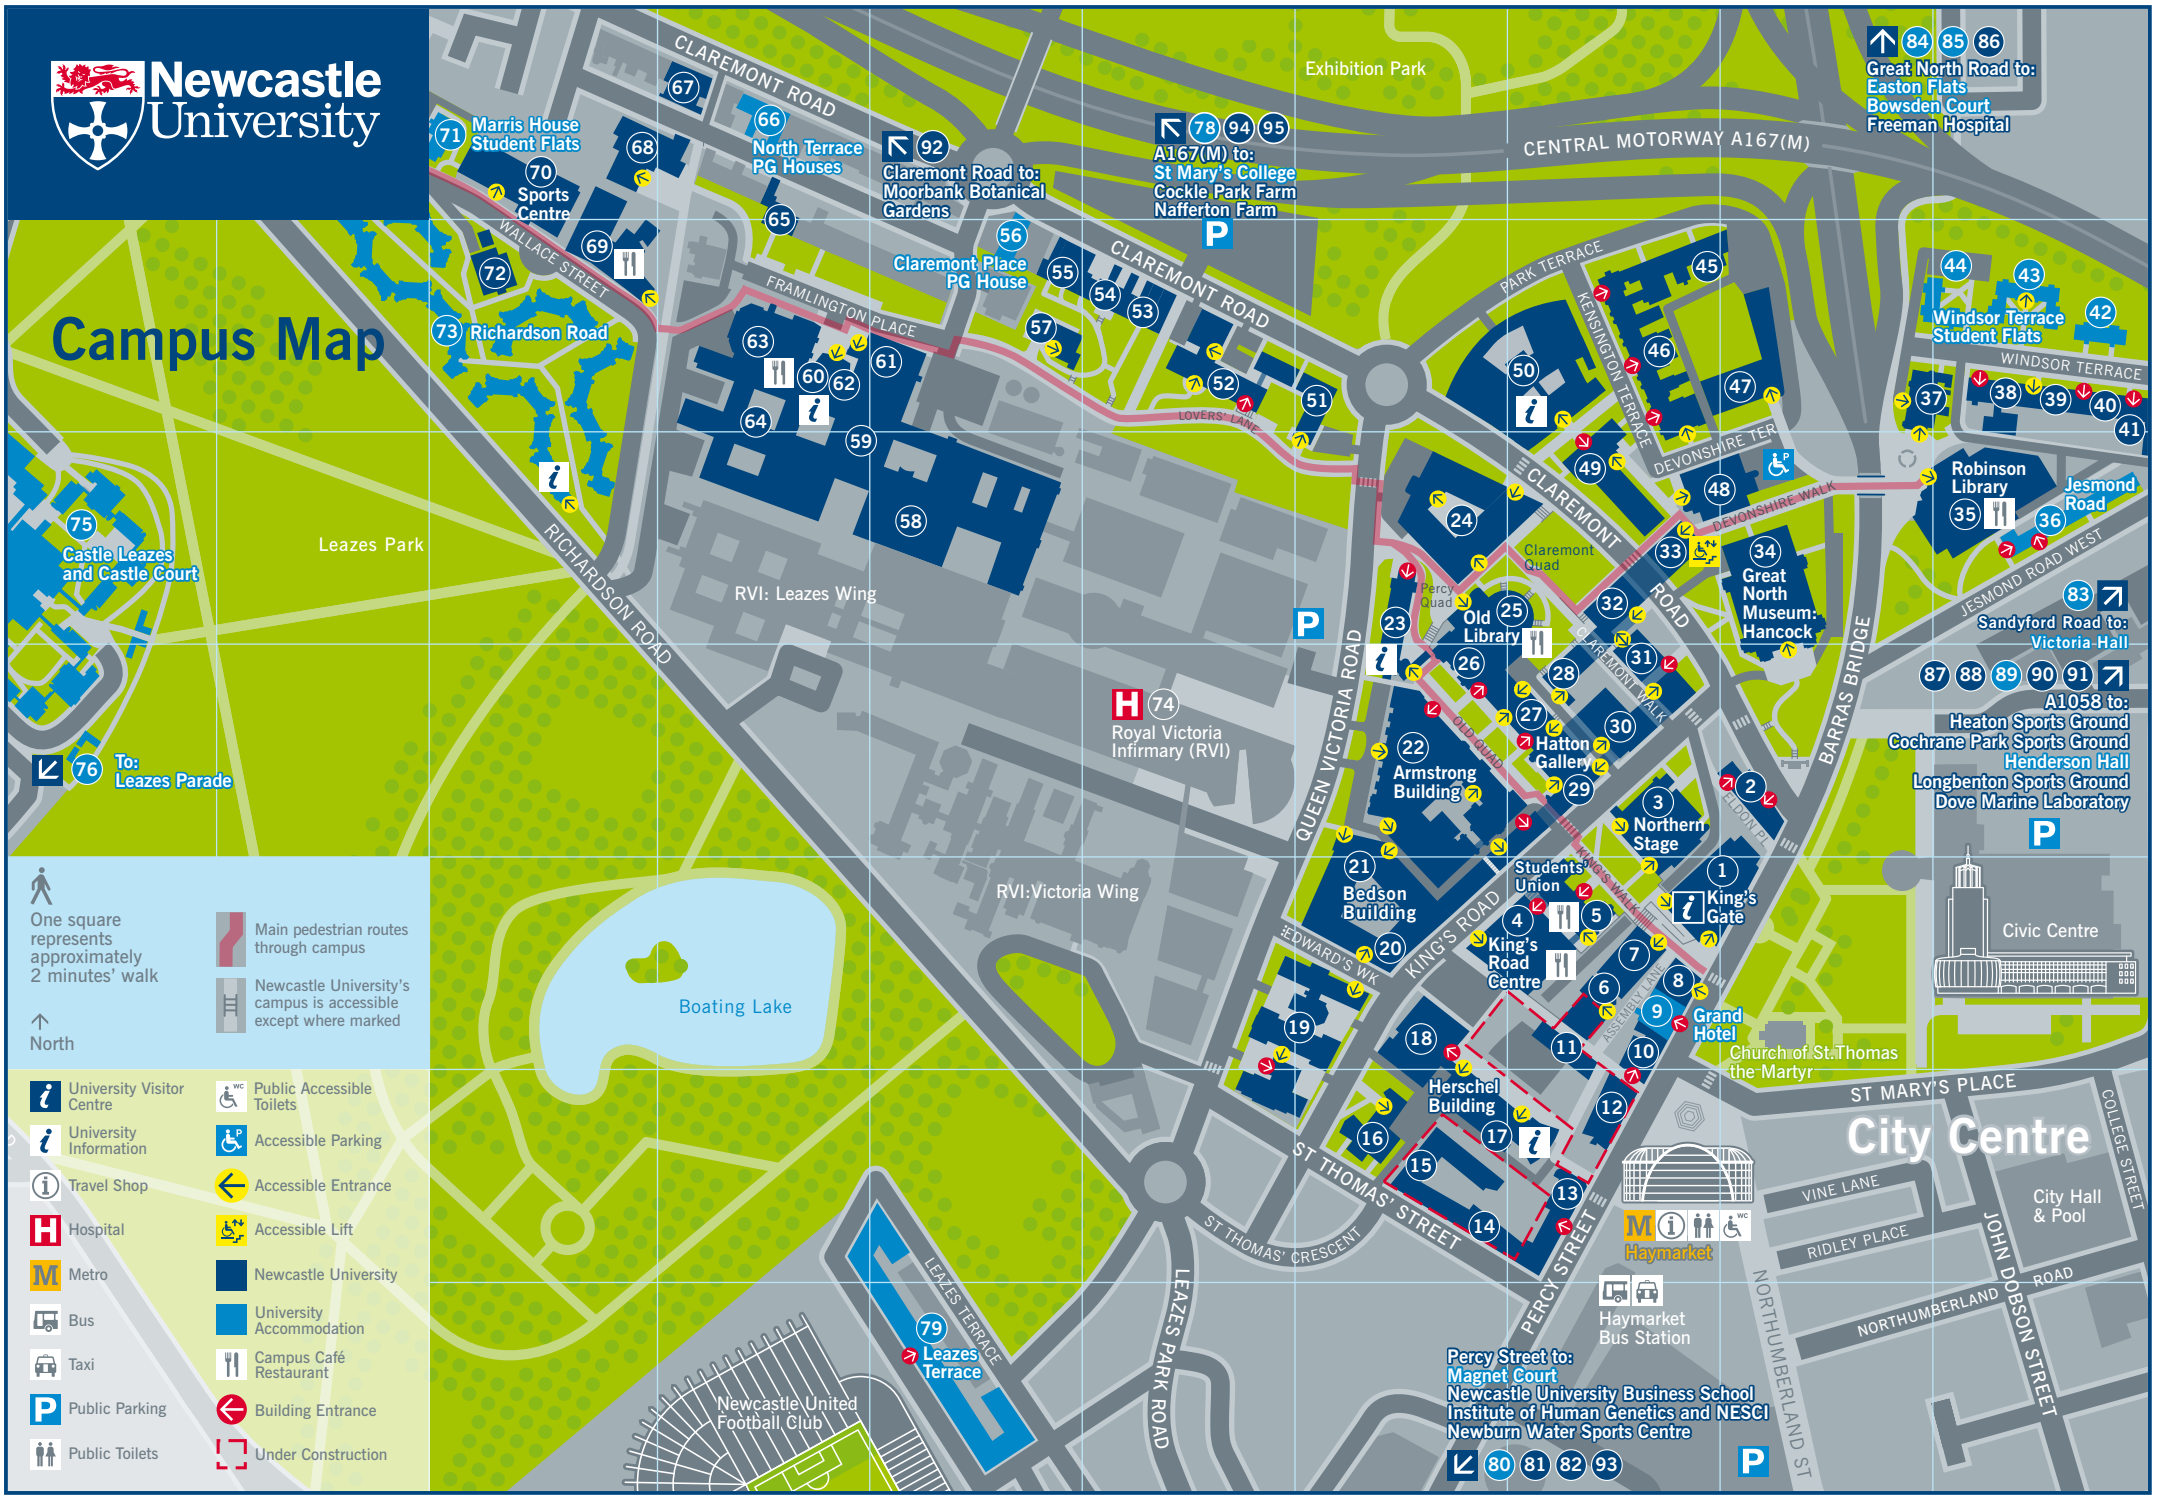 Newcastle
University
Campus Map
CLAREMONT ROAD
Exhibition Park
CENTRAL MOTORWAY A167(M)
84 85 86
Great North Road to:
Easton Flats
Bowsden Court
Freeman Hospital
67
66
North Terrace
PG Houses
71
Marris House
Student Flats
68
70
Sports
Centre
92
Claremont Road to:
Moorbank Botanical
Gardens
78 94 95
A167(M) to:
St Mary's College
Cockle Park Farm
Nafferton Farm
P
65
69
72
WALLACE STREET
56
Claremont Place
PG House
CLAREMONT ROAD
55
54
53
57
FRAMLINGTON PLACE
73
Richardson Road
63
60
62
61
64
59
58
i
i
52
51
LOVERS' LANE
PARK TERRACE
KENSINGTON TERRACE
45
46
47
50
i
49
DEVONSHIRE TER
P
48
DEVONSHIRE WALK
44
43
42
Windsor Terrace
Student Flats
WINDSOR TERRACE
37
38
39
40
41
Robinson
Library
35
Jesmond
Road
36
JESMOND ROAD WEST
83
Sandyford Road to:
Victoria Hall
87 88 89 90 91
A1058 to:
Heaton Sports Ground
Cochrane Park Sports Ground
Henderson Hall
Longbenton Sports Ground
Dove Marine Laboratory
P
75
Castle Leazes
and Castle Court
Leazes Park
RICHARDSON ROAD
RVI: Leazes Wing
76
To:
Leazes Parade
H 74
Royal Victoria
Infirmary (RVI)
RVI:Victoria Wing
P
QUEEN VICTORIA ROAD
24
CLAREMONT
ROAD
Claremont
Quad
Percy
Quad
33
34
Great
North
Museum:
Hancock
23
i
Old
Library
25
26
32
31
CLAREMONT WALK
28
27
30
Hatton
Gallery
29
OLD QUAD
22
Armstrong
Building
BARRAS BRIDGE
2
ELDON PL
3
Northern
Stage
1
i
King's
Gate
KING'S WALK
Students'
Union
4
5
King's
Road
Centre
21
Bedson
Building
20
EDWARD'S WK
KING'S ROAD
7
6
8
9
Grand
Hotel
ASSEMBLY LANE
10
11
12
19
18
Herschel
Building
17
i
16
15
14
13
Civic Centre
Church of St.Thomas
the Martyr
ST MARY'S PLACE
City Centre
COLLEGE STREET
VINE LANE
RIDLEY PLACE
City Hall
& Pool
JOHN DOBSON STREET
NORTHUMBERLAND ROAD
NORTHUMBERLAND ST
M i WC
Haymarket
Haymarket
Bus Station
PERCY STREET
ST THOMAS' STREET
ST THOMAS' CRESCENT
LEAZES PARK ROAD
LEAZES TERRACE
79
Leazes
Terrace
Newcastle United
Football Club
Boating Lake
Percy Street to:
Magnet Court
Newcastle University Business School
Institute of Human Genetics and NESCI
Newburn Water Sports Centre
80 81 82 93
P
One square
represents
approximately
2 minutes' walk
North
Main pedestrian routes
through campus
Newcastle University's
campus is accessible
except where marked
i University Visitor
Centre
i University
Information
i Travel Shop
H Hospital
M Metro
Bus
Taxi
P Public Parking
Public Toilets
WC Public Accessible
Toilets
P Accessible Parking
Accessible Entrance
Accessible Lift
Newcastle University
University
Accommodation
Campus Café
Restaurant
Building Entrance
Under Construction